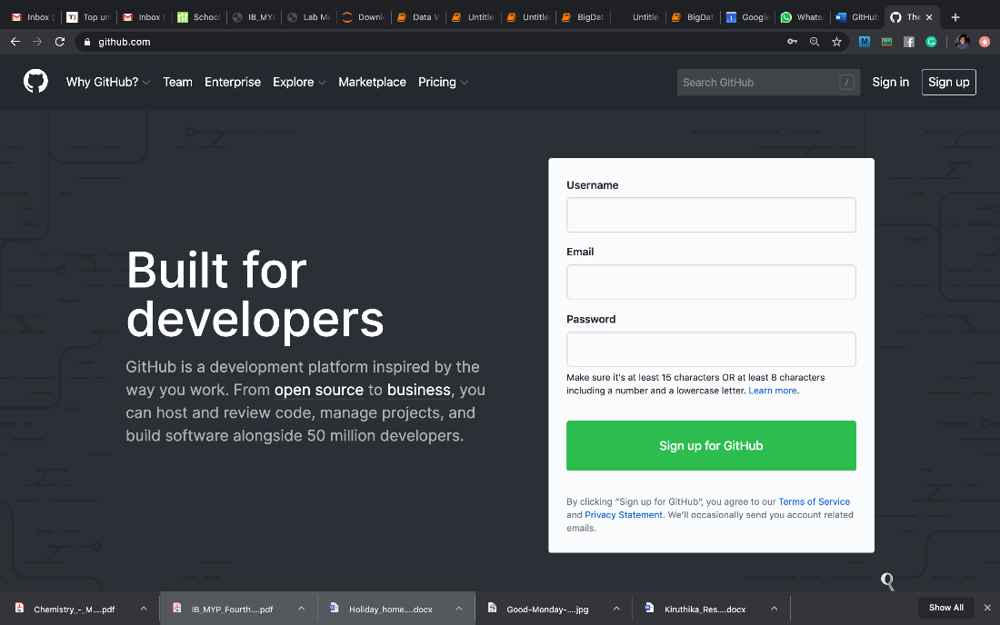 Inbox (
Top un
Inbox (
School
IB_MY
Lab Ma
Downl
Data V
Untitle
Untitle
BigDat
Untitle
BigDat
Google
Whats
GitHub
The
github.com
Why GitHub?
Team
Enterprise
Explore
Marketplace
Pricing
Search GitHub
/
Sign in
Sign up
Built for
developers
GitHub is a development platform inspired by the
way you work. From open source to business, you
can host and review code, manage projects, and
build software alongside 50 million developers.
Username
Email
Password
Make sure it's at least 15 characters OR at least 8 characters
including a number and a lowercase letter. Learn more.
Sign up for GitHub
By clicking “Sign up for GitHub”, you agree to our Terms of Service
and Privacy Statement. We’ll occasionally send you account related
emails.
Chemistry_-_M....pdf
IB_MYP_Fourth....pdf
Holiday_home....docx
Good-Monday-....jpg
Kiruthika_Res....docx
Show All